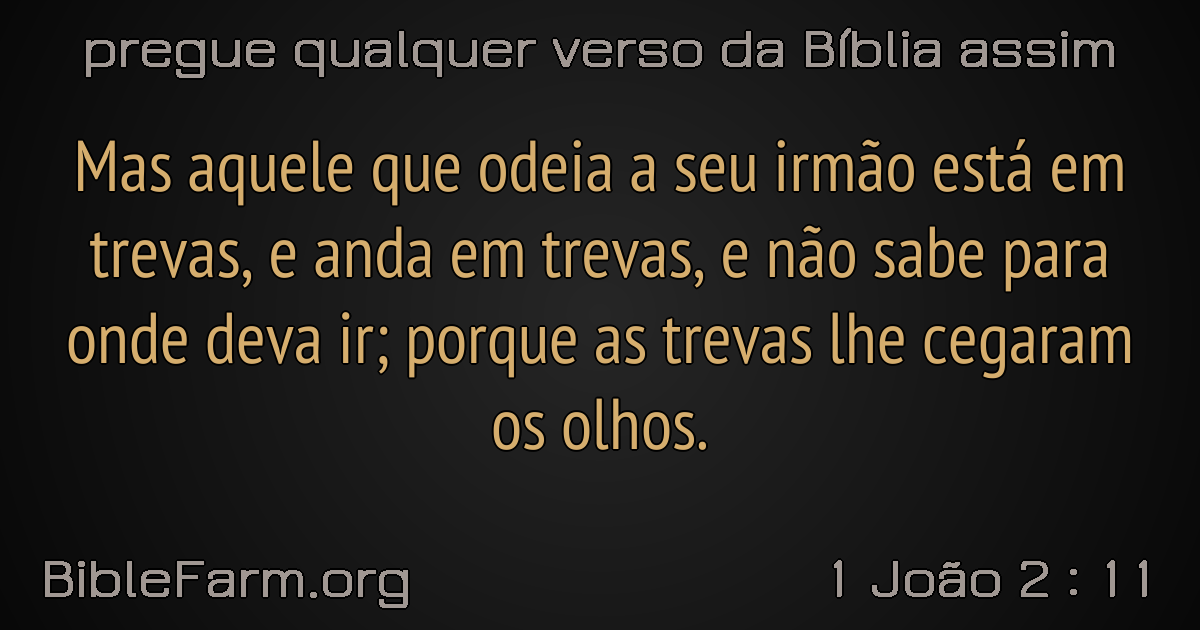 pregue qualquer verso da Bíblia assim
Mas aquele que odeia a seu irmão está em
trevas, e anda em trevas, e não sabe para
onde deva ir; porque as trevas lhe cegaram
os olhos.
BibleFarm.org
1 João 2 : 11